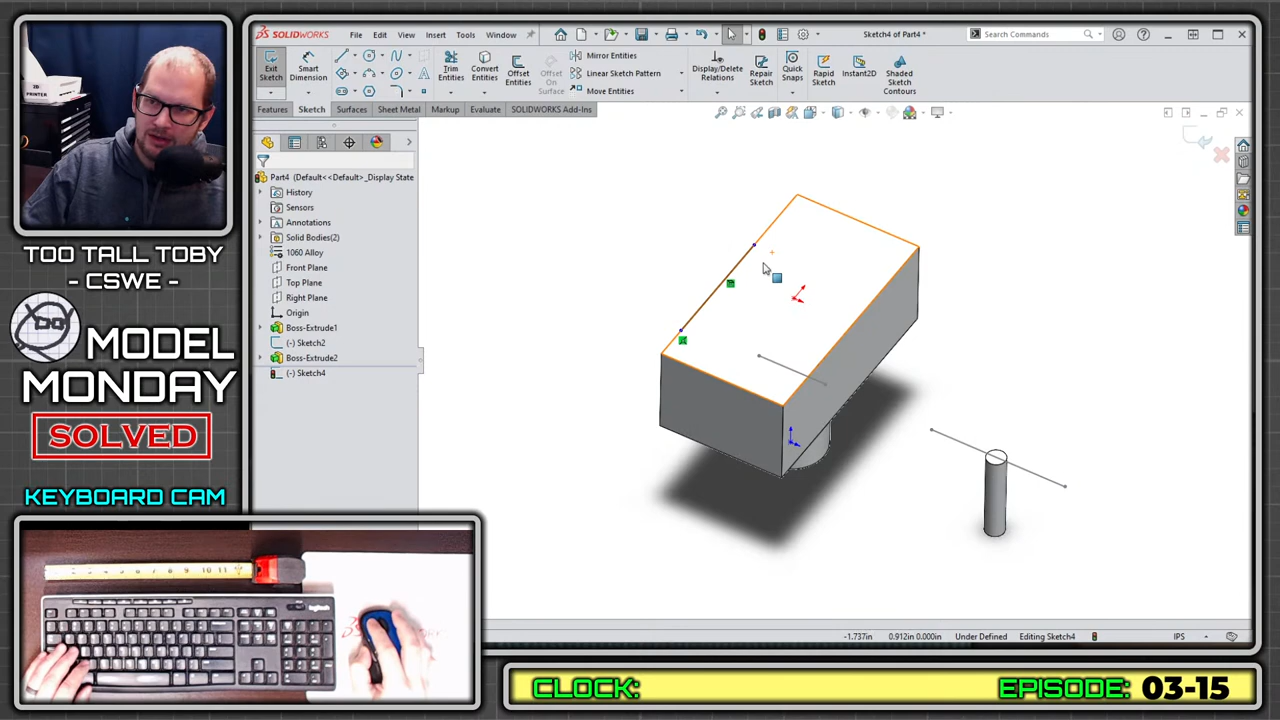 SOLIDWORKS
File Edit View Insert Tools Window
Sketch4 of Part4 *
Search Commands
Exit Sketch
Smart Dimension
Trim Entities
Convert Entities
Offset Entities
Offset On Surface
Mirror Entities
Linear Sketch Pattern
Move Entities
Display/Delete Relations
Repair Sketch
Quick Snaps
Rapid Sketch
Instant2D
Shaded Sketch Contours
Features Sketch Surfaces Sheet Metal Markup Evaluate SOLIDWORKS Add-Ins
Part4 (Default<<Default>_Display State
History
Sensors
Annotations
Solid Bodies(2)
1060 Alloy
Front Plane
Top Plane
Right Plane
Origin
Boss-Extrude1
(-) Sketch2
Boss-Extrude2
(-) Sketch4
TOO TALL TOBY
- CSWE -
MODEL
MONDAY
SOLVED
KEYBOARD CAM
-1.737in 0.912in 0.000in Under Defined Editing Sketch4 IPS
CLOCK:
EPISODE: 03-15